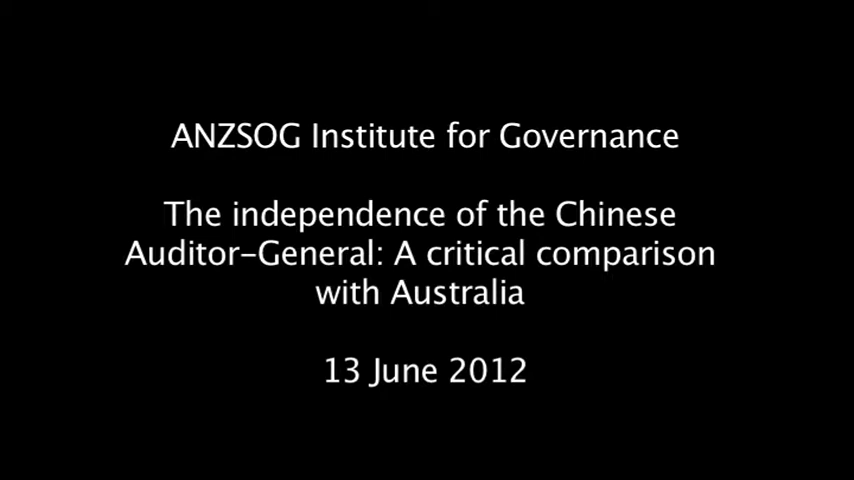 ANZSOG Institute for Governance
The independence of the Chinese
Auditor-General: A critical comparison
with Australia
13 June 2012